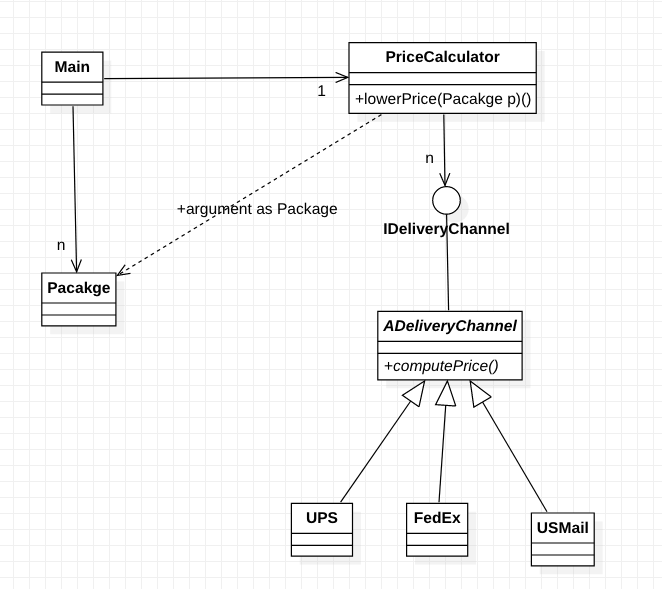 Main
PriceCalculator
1
+lowerPrice(Pacakge p)()
n
+argument as Package
IDeliveryChannel
n
Pacakge
ADeliveryChannel
+computePrice()
UPS
FedEx
USMail